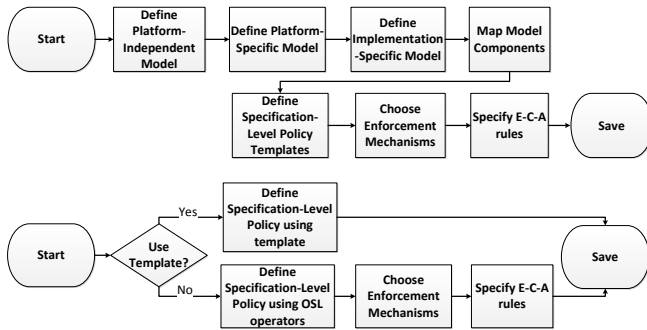 Start
Define
Platform-
Independent
Model
Define Platform-
Specific Model
Define
Implementation
-Specific Model
Map Model
Components
Define
Specification-
Level Policy
Templates
Choose
Enforcement
Mechanisms
Specify E-C-A
rules
Save
Start
Use
Template?
Yes
Define
Specification-Level
Policy using
template
No
Define
Specification-Level
Policy using OSL
operators
Choose
Enforcement
Mechanisms
Specify E-C-A
rules
Save